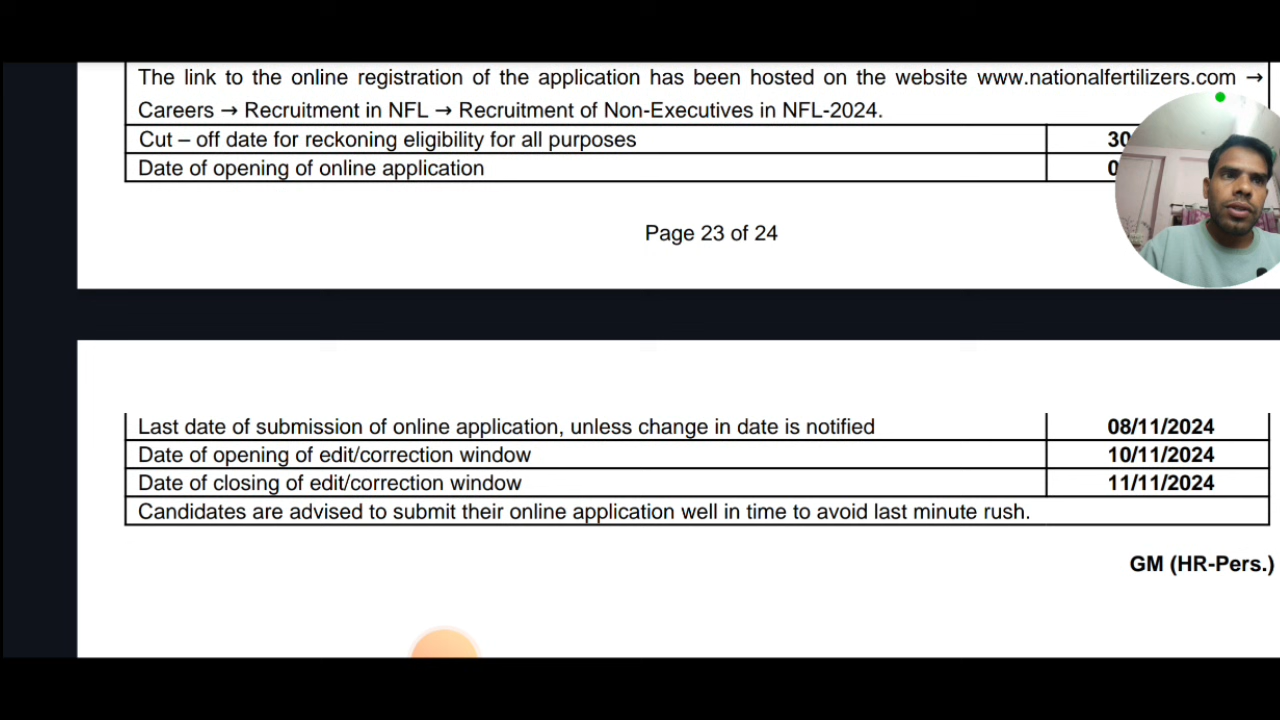 The link to the online registration of the application has been hosted on the website www.nationalfertilizers.com →
Careers → Recruitment in NFL → Recruitment of Non-Executives in NFL-2024.
Cut – off date for reckoning eligibility for all purposes
Date of opening of online application
Page 23 of 24
Last date of submission of online application, unless change in date is notified 08/11/2024
Date of opening of edit/correction window 10/11/2024
Date of closing of edit/correction window 11/11/2024
Candidates are advised to submit their online application well in time to avoid last minute rush.
GM (HR-Pers.)